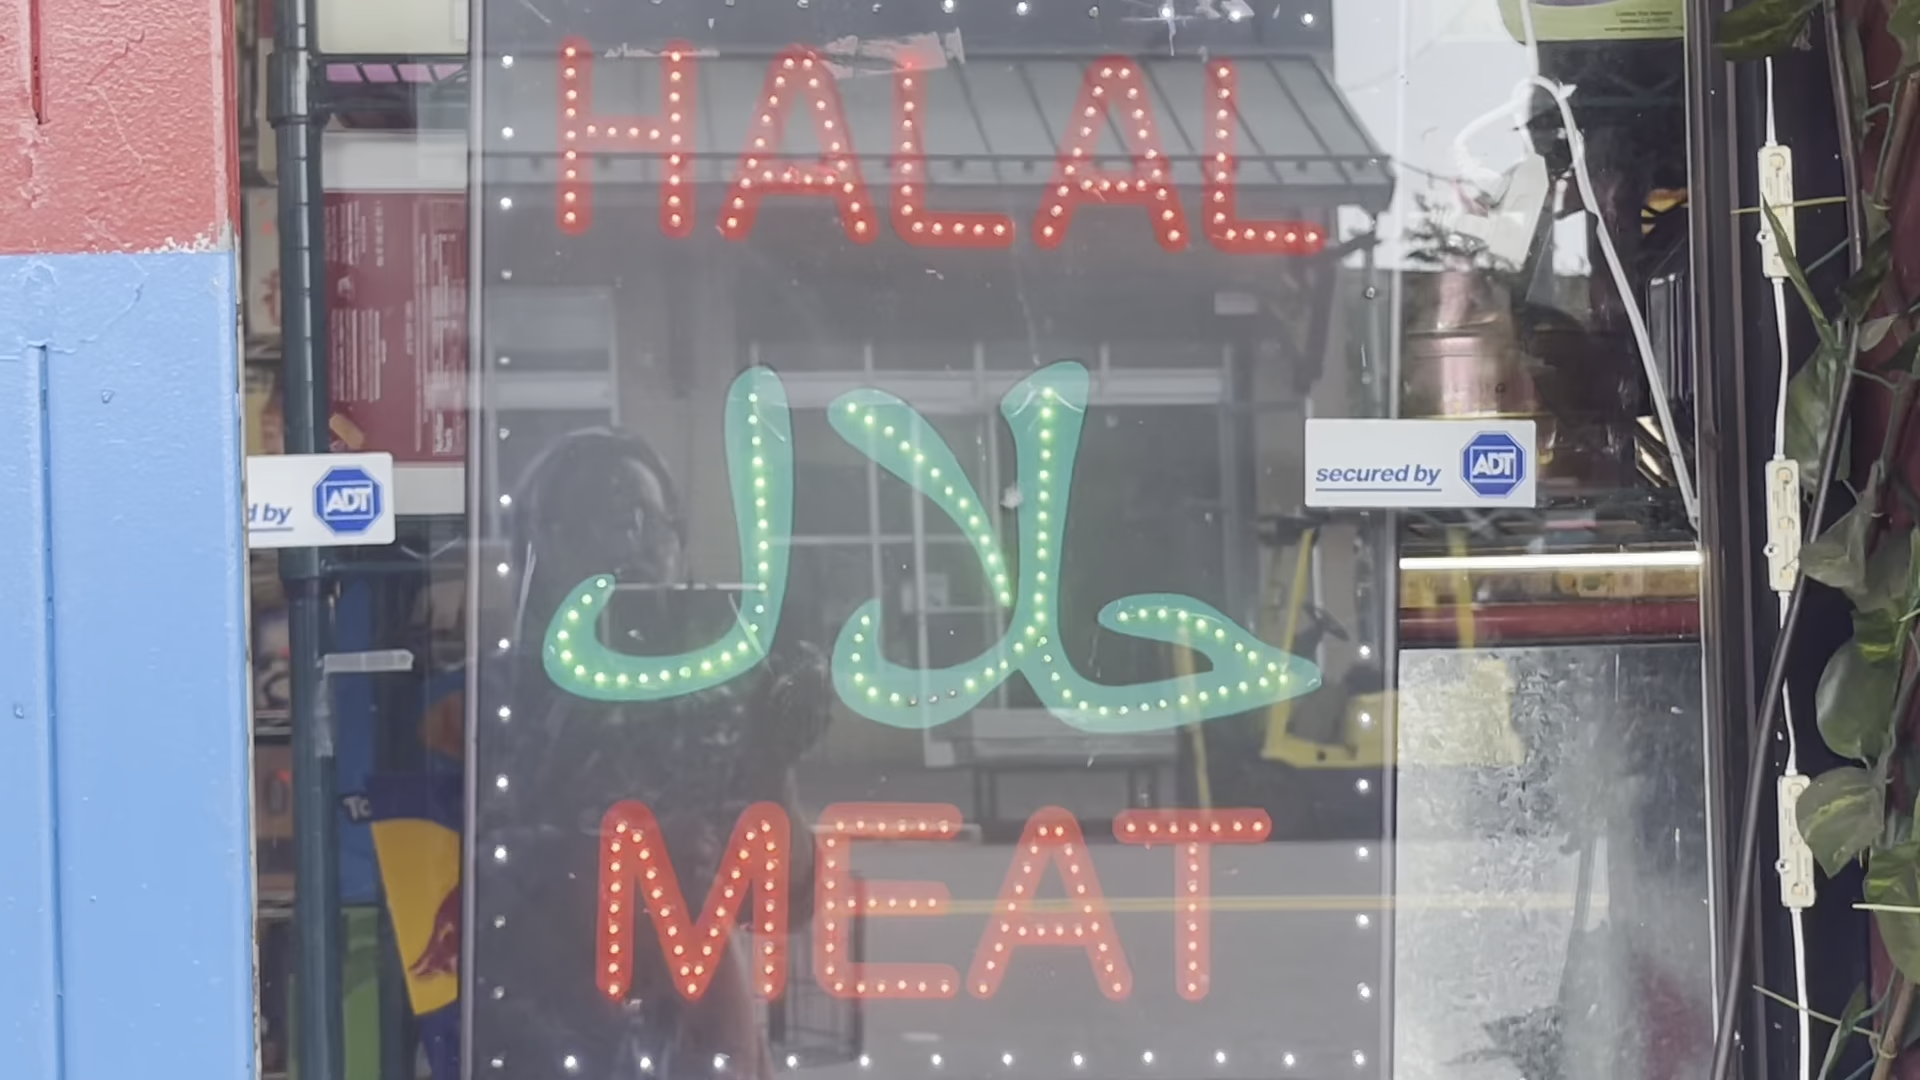 HALAL
حلال
secured by ADT
d by ADT
MEAT